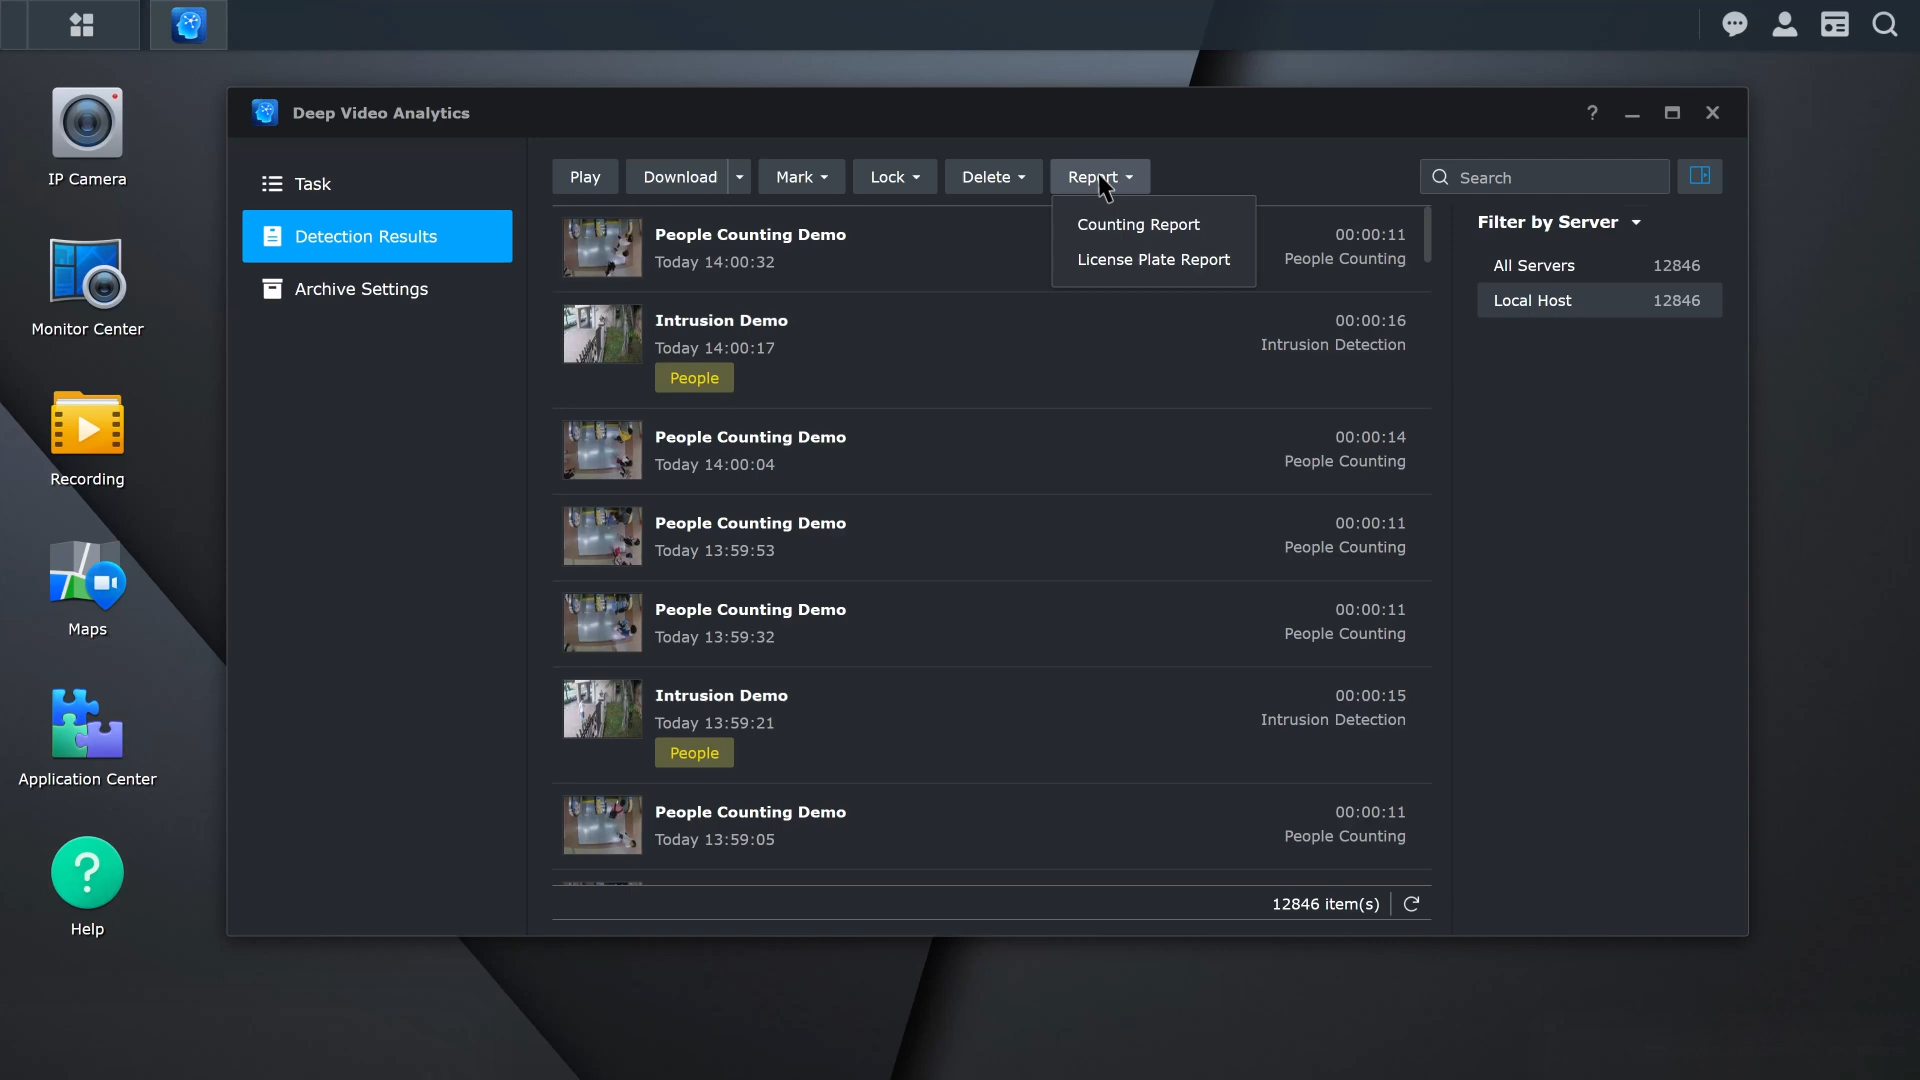 IP Camera
Monitor Center
Recording
Maps
Application Center
?
Help
Deep Video Analytics
?
Task
Detection Results
Archive Settings
Play
Download
Mark
Lock
Delete
Report
Search
Counting Report
License Plate Report
People Counting Demo
Today 14:00:32
00:00:11
People Counting
Intrusion Demo
Today 14:00:17
People
00:00:16
Intrusion Detection
People Counting Demo
Today 14:00:04
00:00:14
People Counting
People Counting Demo
Today 13:59:53
00:00:11
People Counting
People Counting Demo
Today 13:59:32
00:00:11
People Counting
Intrusion Demo
Today 13:59:21
People
00:00:15
Intrusion Detection
People Counting Demo
Today 13:59:05
00:00:11
People Counting
12846 item(s)
Filter by Server
All Servers 12846
Local Host 12846